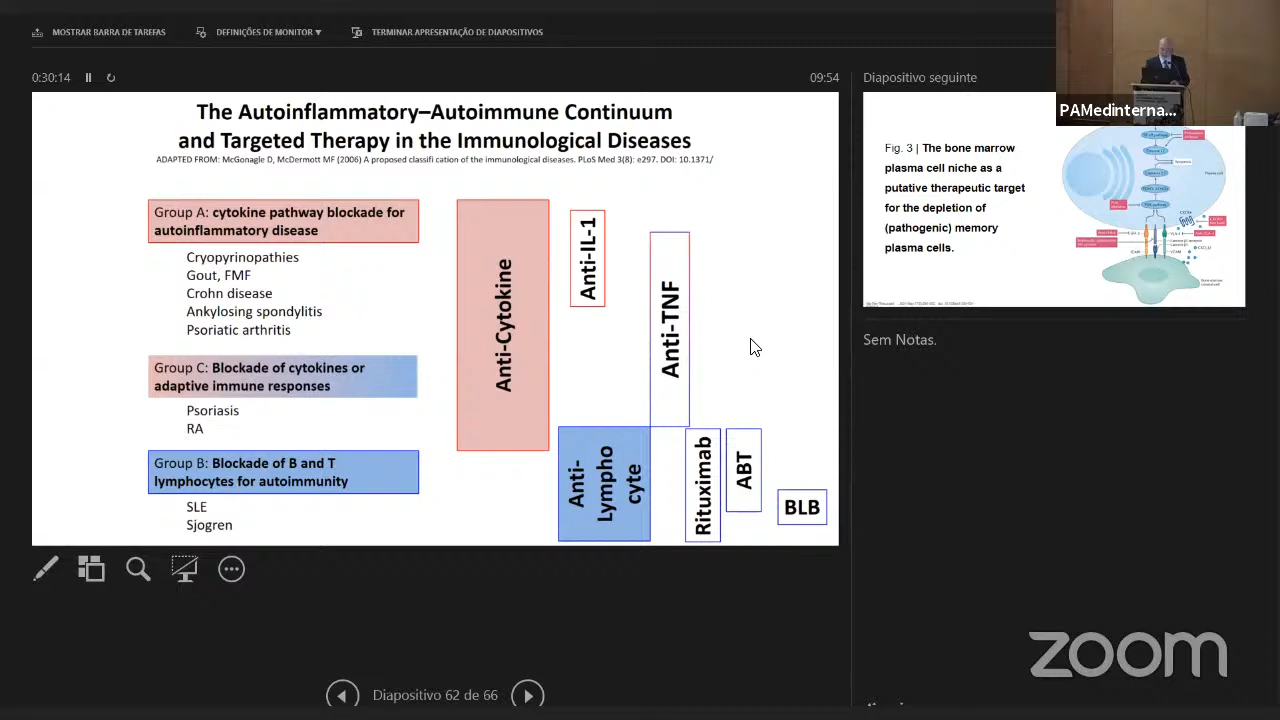 MOSTRAR BARRA DE TAREFAS
DEFINIÇÕES DE MONITOR ▼
TERMINAR APRESENTAÇÃO DE DIAPOSITIVOS
0:30:14
09:54
Diapositivo seguinte
PAMedinterna...
The Autoinflammatory–Autoimmune Continuum
and Targeted Therapy in the Immunological Diseases
ADAPTED FROM: McGonagle D, McDermott MF (2006) A proposed classifi cation of the immunological diseases. PLoS Med 3(8): e297. DOI: 10.1371/
Group A: cytokine pathway blockade for
autoinflammatory disease
Cryopyrinopathies
Gout, FMF
Crohn disease
Ankylosing spondylitis
Psoriatic arthritis
Group C: Blockade of cytokines or
adaptive immune responses
Psoriasis
RA
Group B: Blockade of B and T
lymphocytes for autoimmunity
SLE
Sjogren
Anti-Cytokine
Anti-IL-1
Anti-TNF
Anti-
Lympho
cyte
Rituximab
ABT
BLB
Fig. 3 | The bone marrow
plasma cell niche as a
putative therapeutic target
for the depletion of
(pathogenic) memory
plasma cells.
Sem Notas.
Diapositivo 62 de 66
zoom